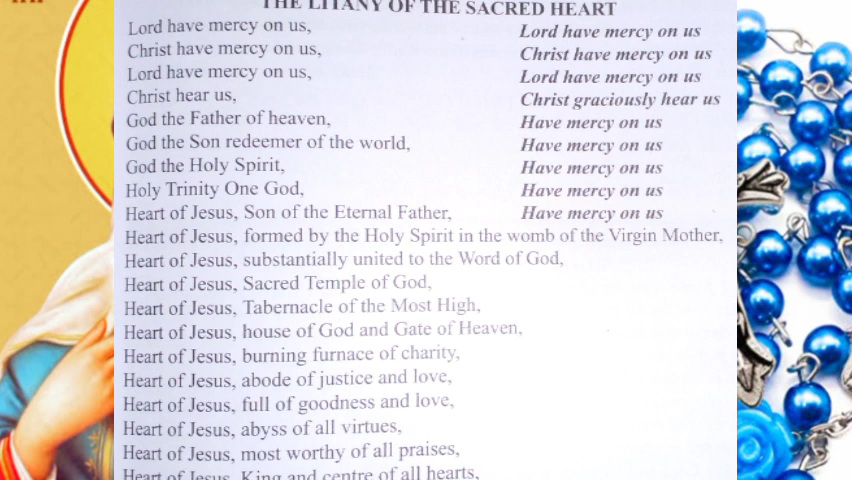 THE LITANY OF THE SACRED HEART
Lord have mercy on us, Lord have mercy on us
Christ have mercy on us, Christ have mercy on us
Lord have mercy on us, Lord have mercy on us
Christ hear us, Christ graciously hear us
God the Father of heaven, Have mercy on us
God the Son redeemer of the world, Have mercy on us
God the Holy Spirit, Have mercy on us
Holy Trinity One God, Have mercy on us
Heart of Jesus, Son of the Eternal Father, Have mercy on us
Heart of Jesus, formed by the Holy Spirit in the womb of the Virgin Mother,
Heart of Jesus, substantially united to the Word of God,
Heart of Jesus, Sacred Temple of God,
Heart of Jesus, Tabernacle of the Most High,
Heart of Jesus, house of God and Gate of Heaven,
Heart of Jesus, burning furnace of charity,
Heart of Jesus, abode of justice and love,
Heart of Jesus, full of goodness and love,
Heart of Jesus, abyss of all virtues,
Heart of Jesus, most worthy of all praises,
Heart of Jesus, King and centre of all hearts,